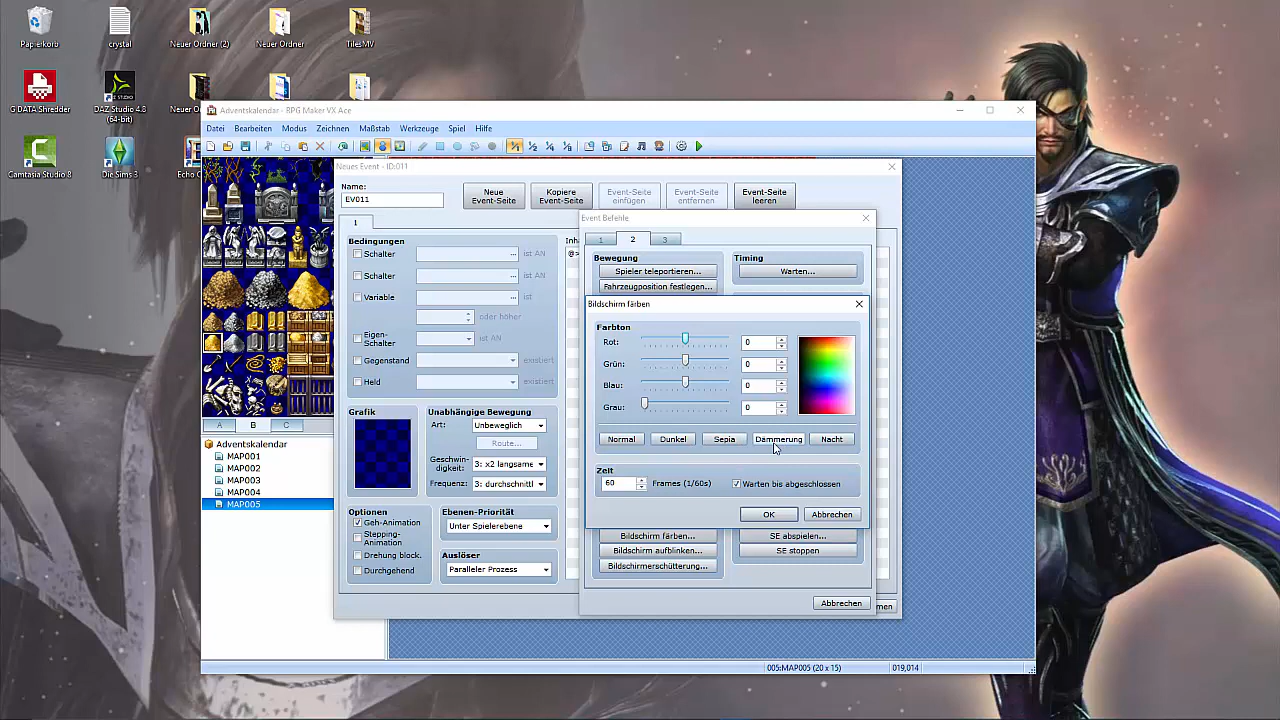 Papierkorb
crystal
Neuer Ordner (2)
Neuer Ordner
TilesMV
G DATA Shredder
DAZ Studio 4.8 (64-bit)
Camtasia Studio 8
Die Sims 3
Adventskalendar - RPG Maker VX Ace
Datei Bearbeiten Modus Zeichnen Maßstab Werkzeuge Spiel Hilfe
Neues Event - ID:011
Name:
EV011
Neue Event-Seite
Kopiere Event-Seite
Event-Seite einfügen
Event-Seite entfernen
Event-Seite leeren
1
Bedingungen
Schalter ... ist AN
Schalter ... ist AN
Variable ... ist
oder höher
Eigen-Schalter ist AN
Gegenstand existiert
Held existiert
Grafik
Unabhängige Bewegung
Art: Unbeweglich
Route...
Geschwin-digkeit: 3: x2 langsame
Frequenz: 3: durchschnittl
Optionen
Geh-Animation
Stepping-Animation
Drehung block.
Durchgehend
Ebenen-Priorität
Unter Spielerebene
Auslöser
Paralleler Prozess
Inh
@>
Event Befehle
1 2 3
Bewegung
Spieler teleportieren...
Fahrzeugposition festlegen...
Timing
Warten...
Bildschirm färben
Farbton
Rot: 0
Grün: 0
Blau: 0
Grau: 0
Normal Dunkel Sepia Dämmerung Nacht
Zeit
60 Frames (1/60s) Warten bis abgeschlossen
OK Abbrechen
Bildschirm färben...
Bildschirm aufblinken...
Bildschirmerschütterung...
SE abspielen...
SE stoppen
Abbrechen
men
A B C
Adventskalendar
MAP001
MAP002
MAP003
MAP004
MAP005
005:MAP005 (20 x 15) 019,014